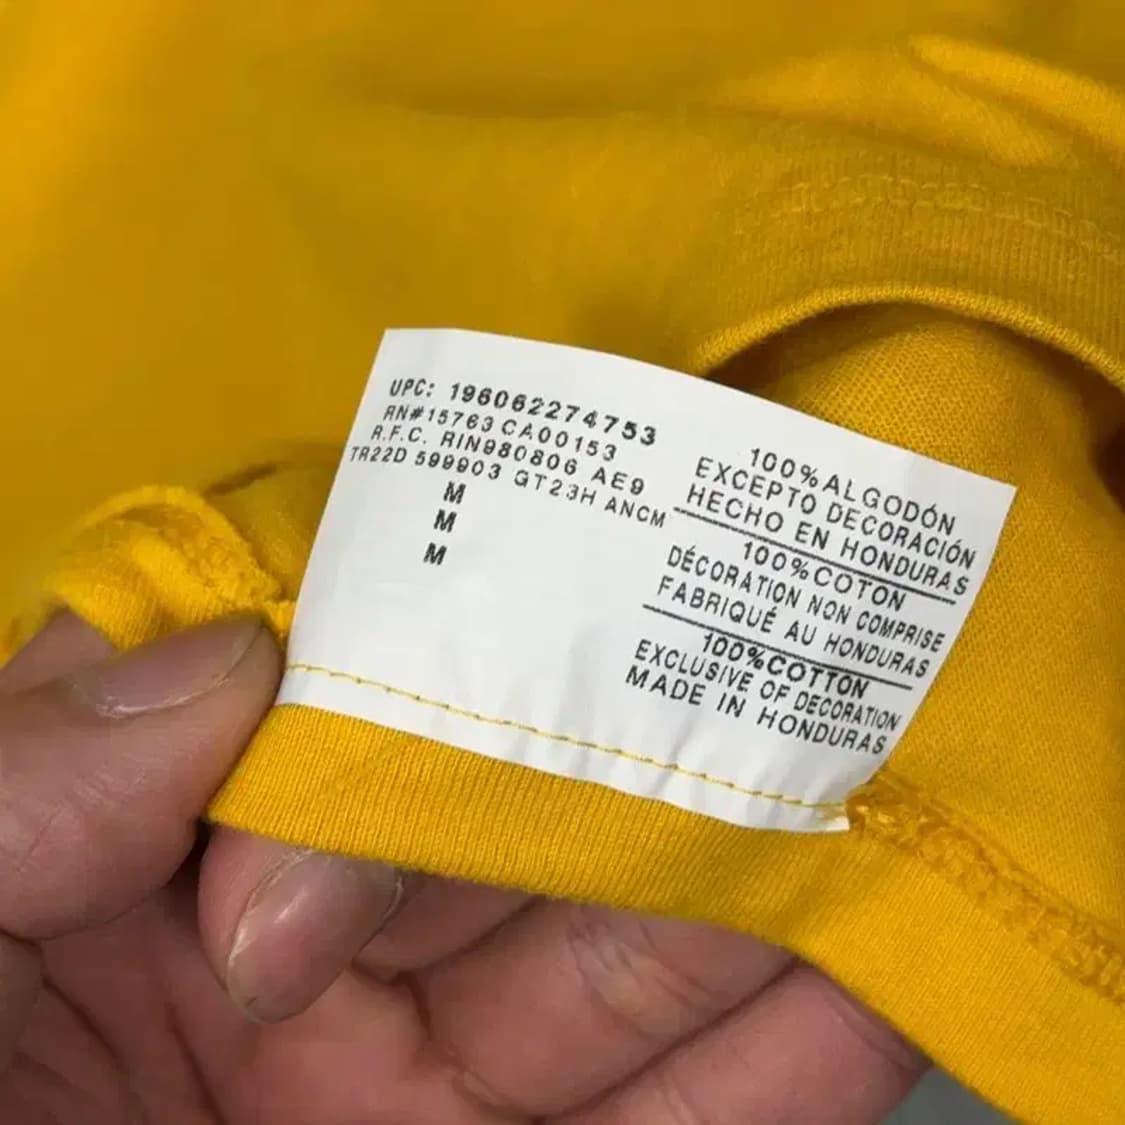 UPC: 196062274753
RN#15763 CA00153
R.F.C. RIN980806 AE9
TR22D 599903 GT23H ANCM
M
M
M
100% ALGODÓN
EXCEPTO DECORACIÓN
HECHO EN HONDURAS
100% COTON
DÉCORATION NON COMPRISE
FABRIQUÉ AU HONDURAS
100% COTTON
EXCLUSIVE OF DECORATION
MADE IN HONDURAS